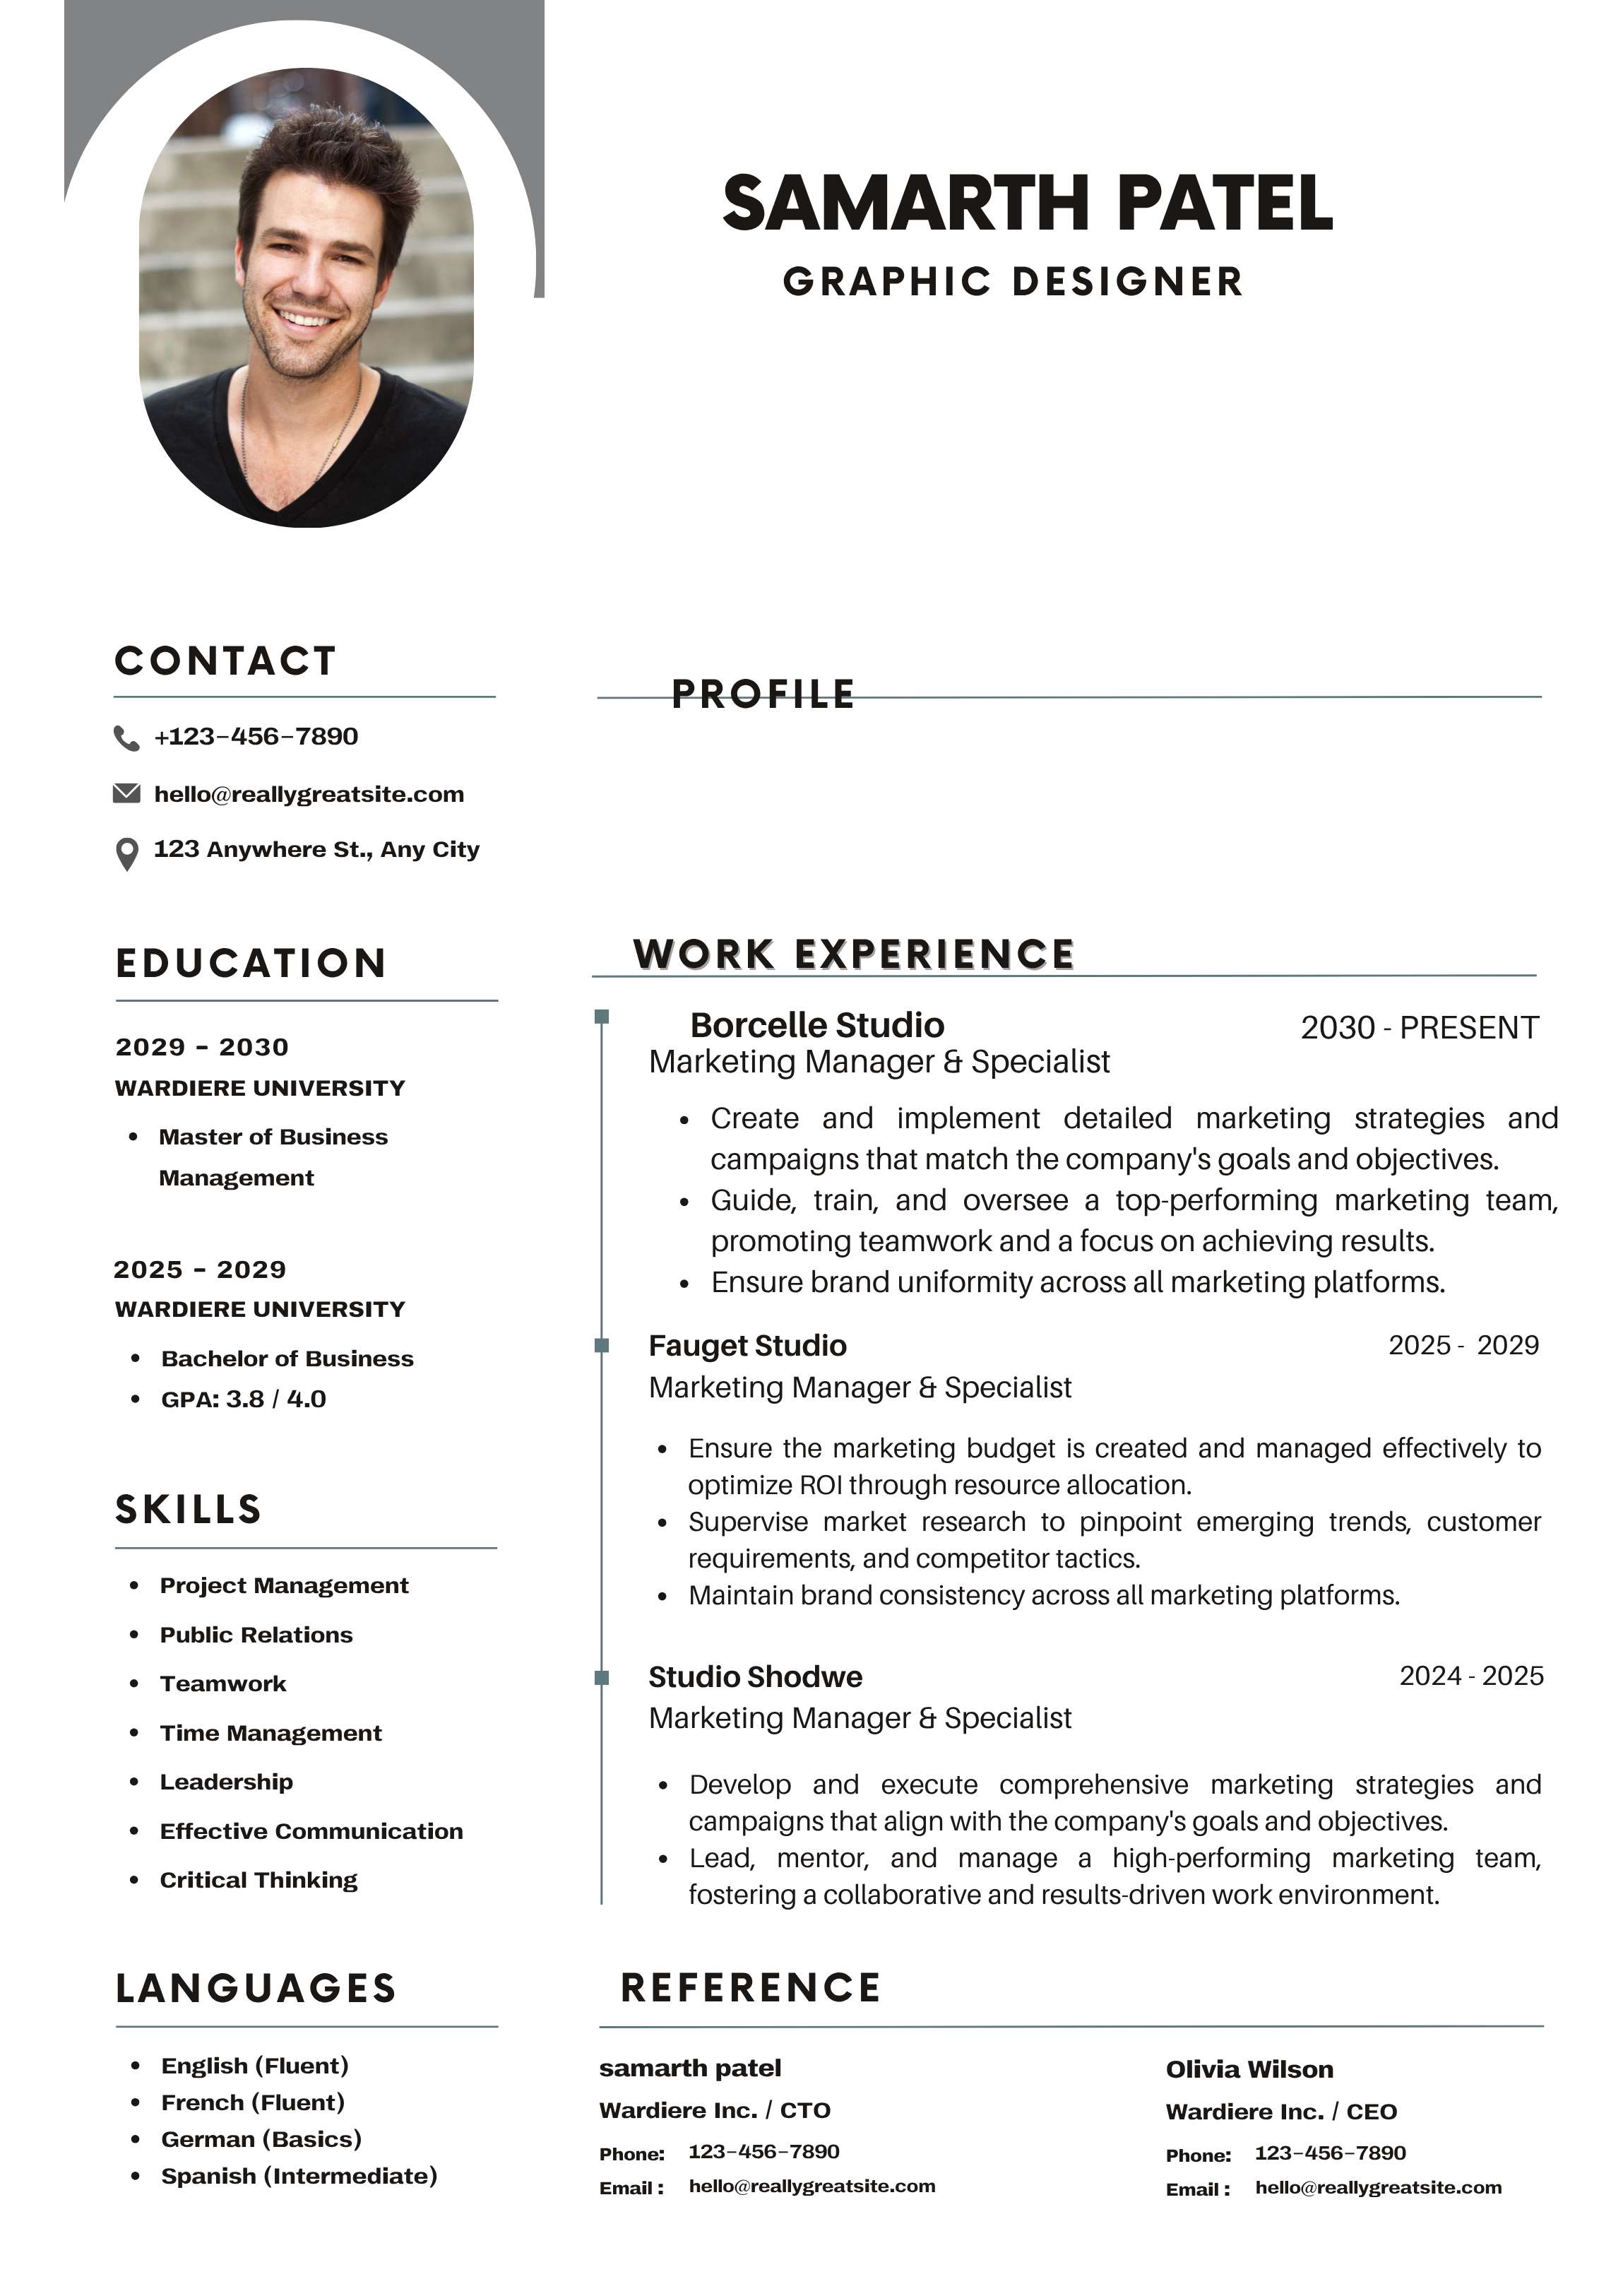 SAMARTH PATEL
GRAPHIC DESIGNER
CONTACT
+123-456-7890
hello@reallygreatsite.com
123 Anywhere St., Any City
EDUCATION
2029 - 2030
WARDIERE UNIVERSITY
• Master of Business
Management
2025 - 2029
WARDIERE UNIVERSITY
• Bachelor of Business
• GPA: 3.8 / 4.0
SKILLS
• Project Management
• Public Relations
• Teamwork
• Time Management
• Leadership
• Effective Communication
• Critical Thinking
LANGUAGES
• English (Fluent)
• French (Fluent)
• German (Basics)
• Spanish (Intermediate)
PROFILE
WORK EXPERIENCE
Borcelle Studio 2030 - PRESENT
Marketing Manager & Specialist
• Create and implement detailed marketing strategies and
campaigns that match the company's goals and objectives.
• Guide, train, and oversee a top-performing marketing team,
promoting teamwork and a focus on achieving results.
• Ensure brand uniformity across all marketing platforms.
Fauget Studio 2025 - 2029
Marketing Manager & Specialist
• Ensure the marketing budget is created and managed effectively to
optimize ROI through resource allocation.
• Supervise market research to pinpoint emerging trends, customer
requirements, and competitor tactics.
• Maintain brand consistency across all marketing platforms.
Studio Shodwe 2024 - 2025
Marketing Manager & Specialist
• Develop and execute comprehensive marketing strategies and
campaigns that align with the company's goals and objectives.
• Lead, mentor, and manage a high-performing marketing team,
fostering a collaborative and results-driven work environment.
REFERENCE
samarth patel
Wardiere Inc. / CTO
Phone: 123-456-7890
Email : hello@reallygreatsite.com
Olivia Wilson
Wardiere Inc. / CEO
Phone: 123-456-7890
Email : hello@reallygreatsite.com